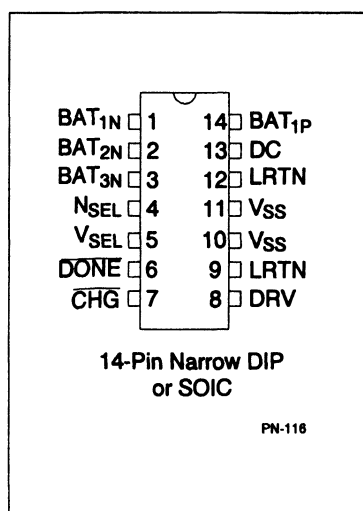 BAT1N 1 14 BAT1P
BAT2N 2 13 DC
BAT3N 3 12 LRTN
NSEL 4 11 VSS
VSEL 5 10 VSS
DONE 6 9 LRTN
CHG 7 8 DRV
14-Pin Narrow DIP
or SOIC
PN-116